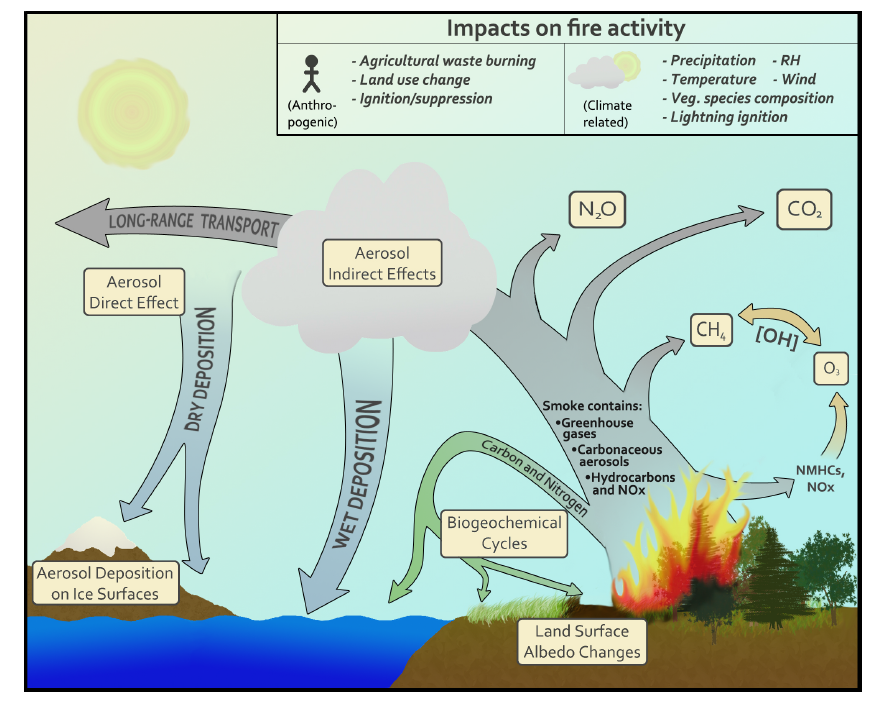 Impacts on fire activity
(Anthro-
pogenic)
- Agricultural waste burning
- Land use change
- Ignition/suppression
(Climate
related)
- Precipitation - RH
- Temperature - Wind
- Veg. species composition
- Lightning ignition
LONG-RANGE TRANSPORT
Aerosol
Indirect Effects
N₂O
CO₂
Aerosol
Direct Effect
DRY DEPOSITION
WET DEPOSITION
CH₄
[OH]
O₃
Smoke contains:
•Greenhouse
gases
•Carbonaceous
aerosols
•Hydrocarbons
and NOx
NMHCs,
NOx
Carbon and Nitrogen
Biogeochemical
Cycles
Aerosol Deposition
on Ice Surfaces
Land Surface
Albedo Changes